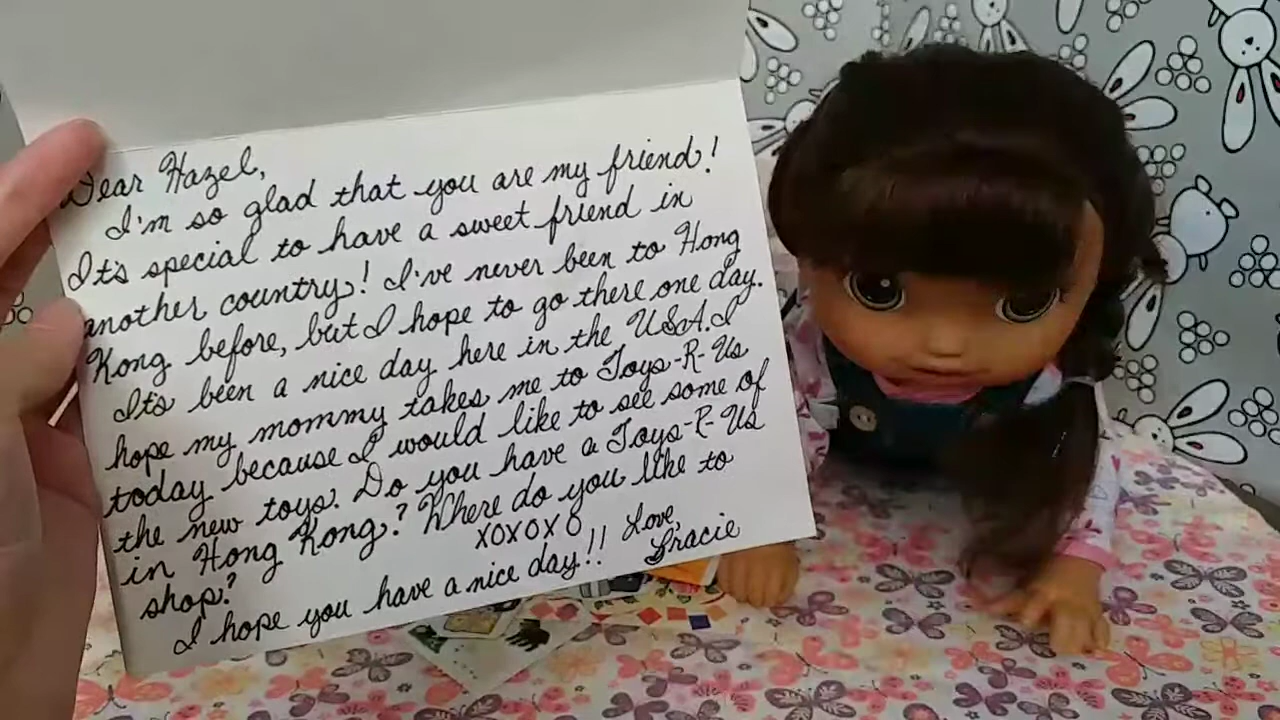 Dear Hazel,
I'm so glad that you are my friend!
It's special to have a sweet friend in
another country! I've never been to Hong
Kong before, but I hope to go there one day.
It's been a nice day here in the USA. I
hope my mommy takes me to Toys-R-Us
today because I would like to see some of
the new toys. Do you have a Toys-R-Us
in Hong Kong? Where do you like to
shop?
XOXOXO
I hope you have a nice day!! Love,
Gracie